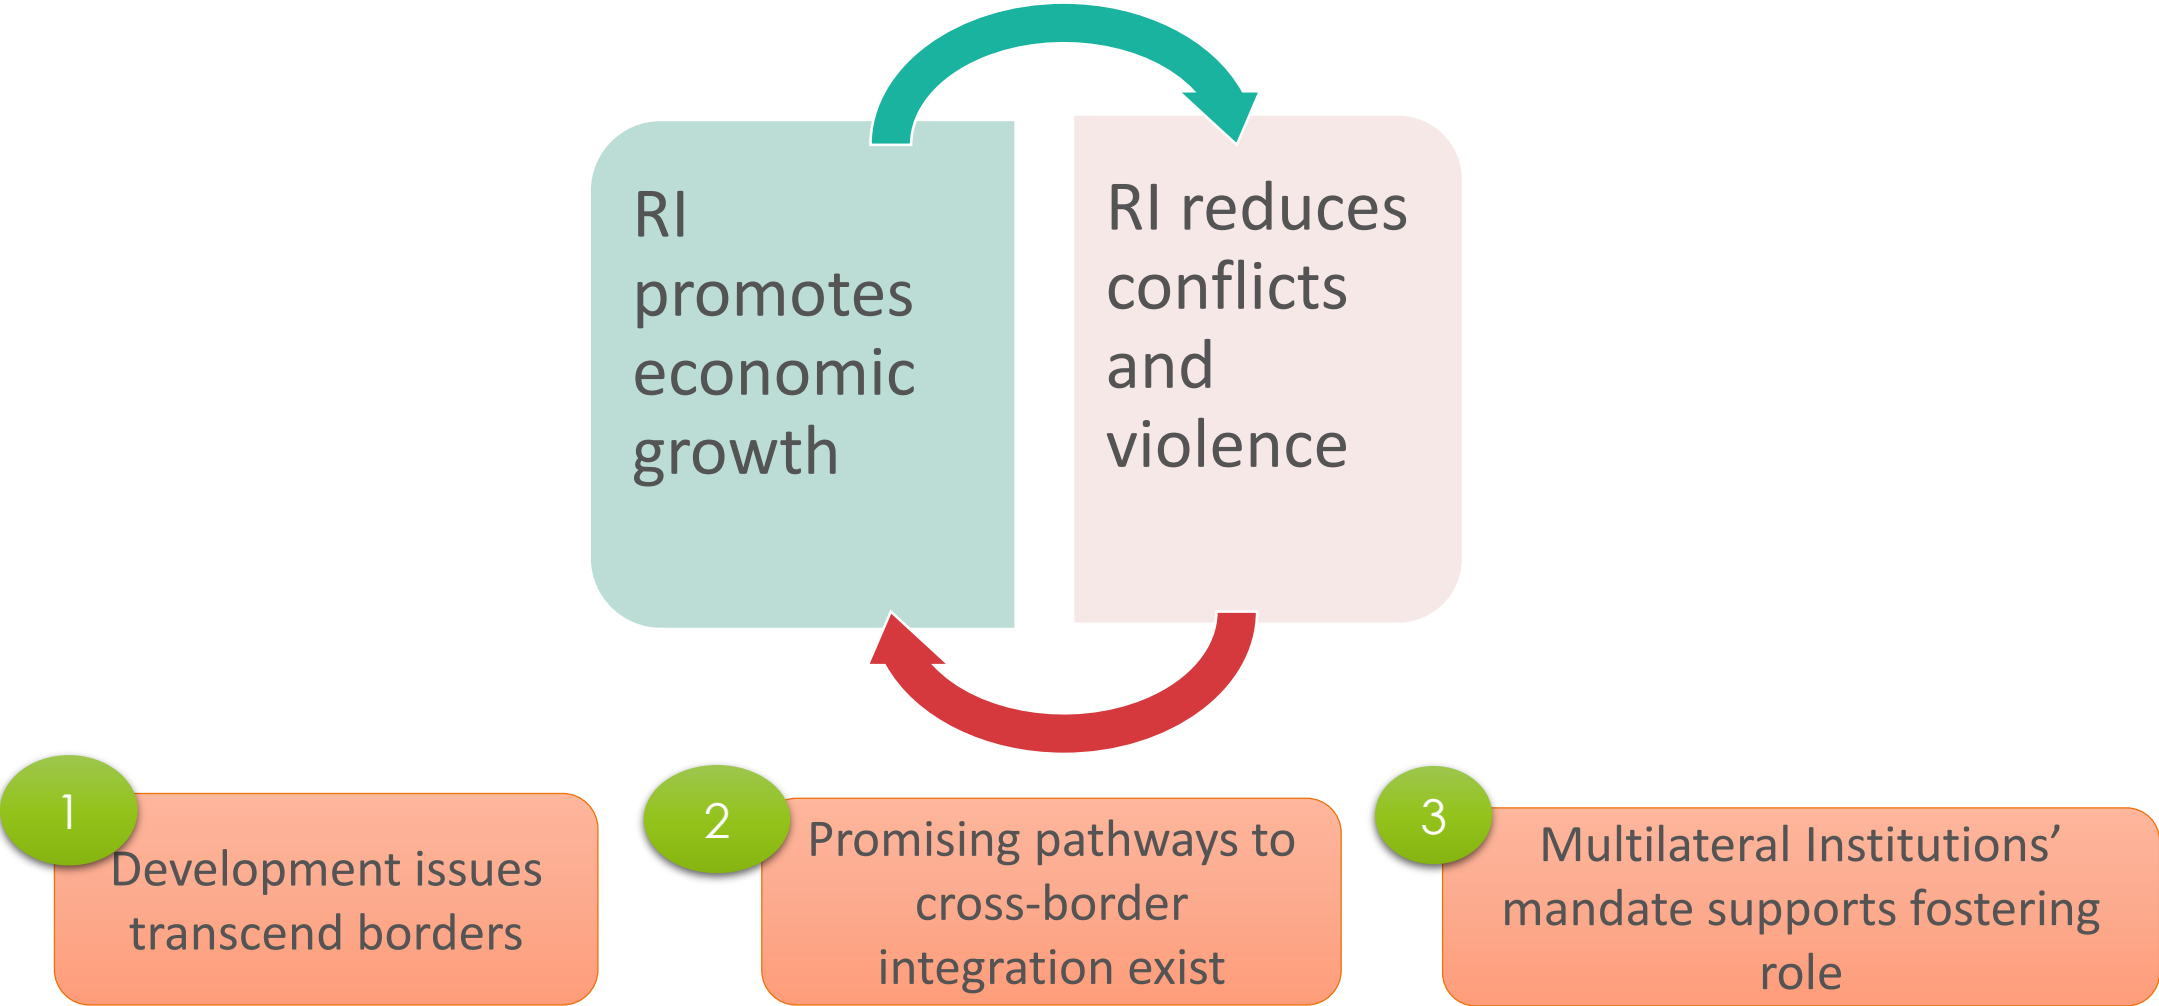 RI
promotes
economic
growth
RI reduces
conflicts
and
violence
1
Development issues
transcend borders
2
Promising pathways to
cross-border
integration exist
3
Multilateral Institutions’
mandate supports fostering
role